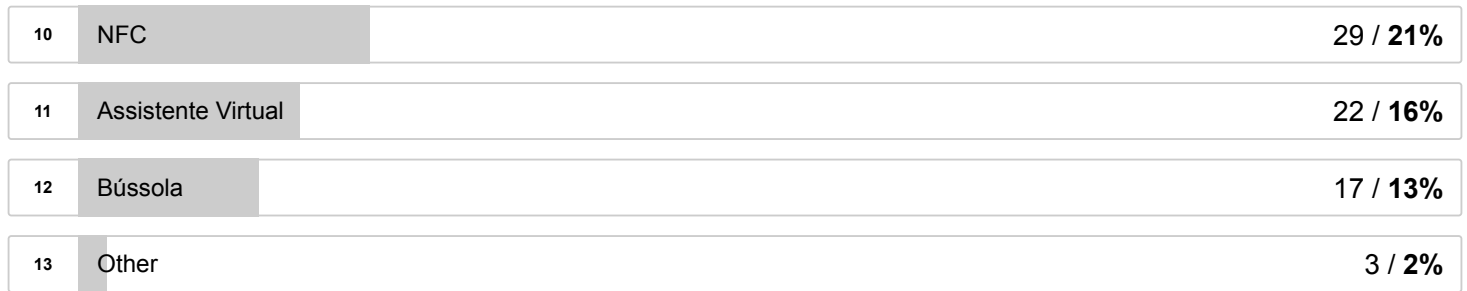 10 NFC 29 / 21%
11 Assistente Virtual 22 / 16%
12 Bússola 17 / 13%
13 Other 3 / 2%